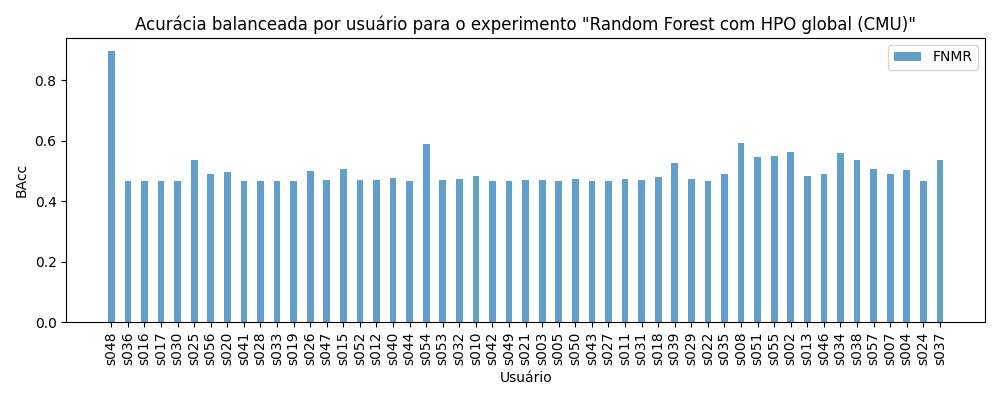 Acurácia balanceada por usuário para o experimento "Random Forest com HPO global (CMU)"
FNMR
BAcc
0.8
0.6
0.4
0.2
0.0
s048 s036 s016 s017 s030 s025 s056 s020 s041 s028 s033 s019 s026 s047 s015 s052 s012 s040 s044 s054 s053 s032 s010 s042 s049 s021 s003 s005 s050 s043 s027 s011 s031 s018 s039 s029 s022 s035 s008 s051 s055 s002 s013 s046 s034 s038 s057 s007 s004 s024 s037
Usuário